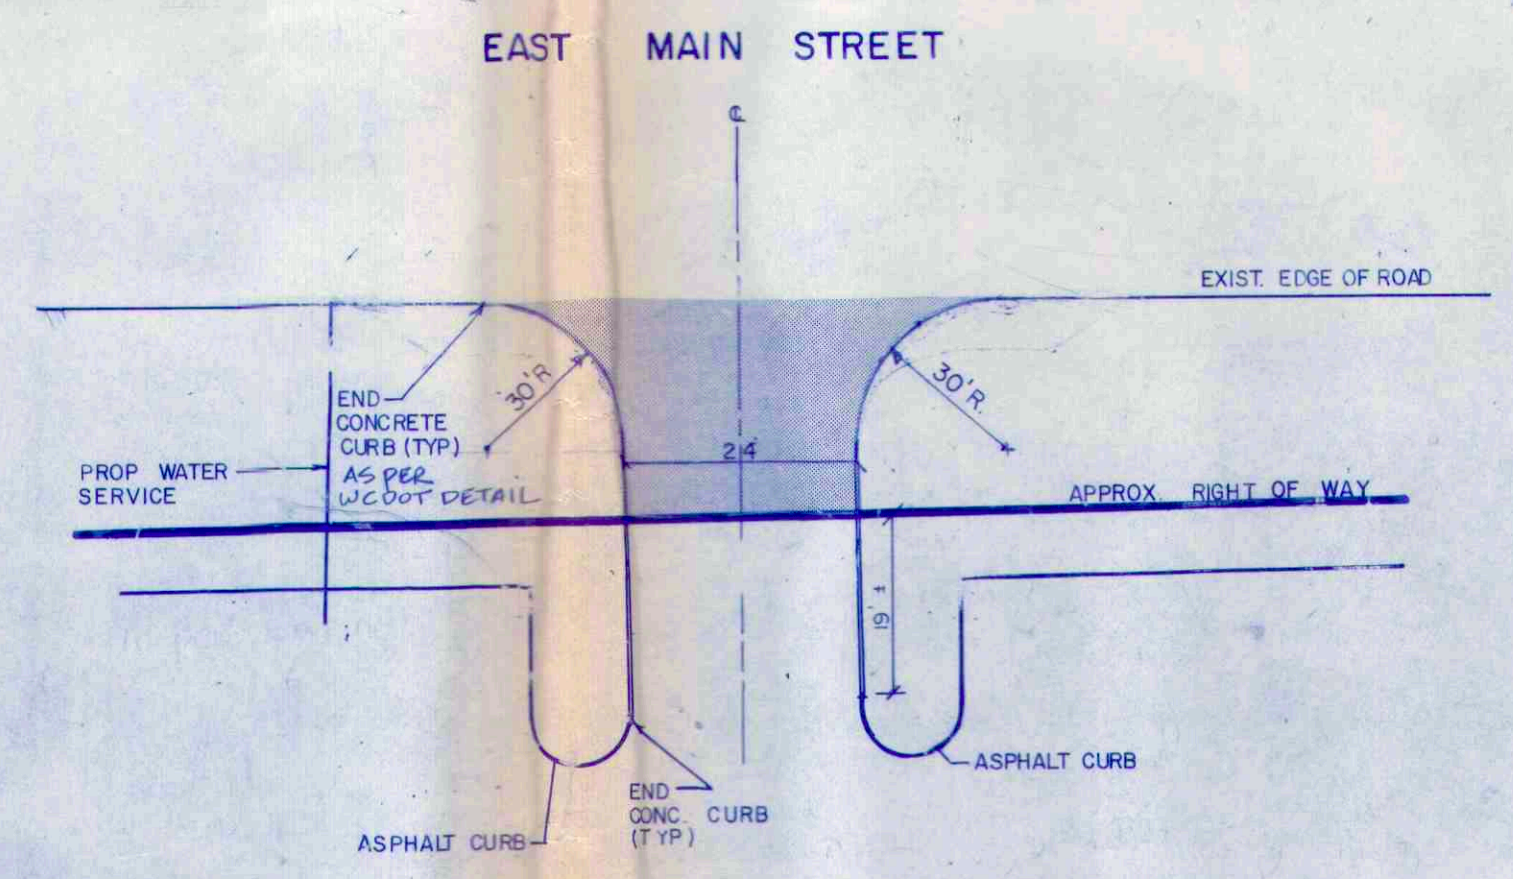 EAST MAIN STREET
℄
EXIST. EDGE OF ROAD
30'R
30'R.
END
CONCRETE
CURB (TYP)
AS PER
WCDOT DETAIL
PROP WATER
SERVICE
24'
APPROX. RIGHT OF WAY
19' ±
ASPHALT CURB
END
CONC. CURB
(TYP)
ASPHALT CURB